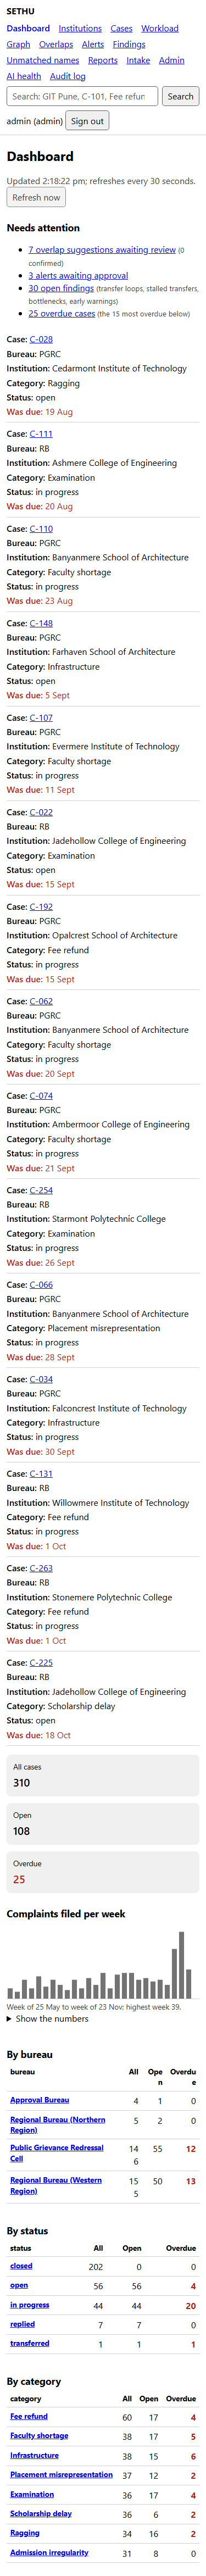 SETHU
Dashboard Institutions Cases Workload
Graph Overlaps Alerts Findings
Unmatched names Reports Intake Admin
AI health Audit log
Search: GIT Pune, C-101, Fee refun Search
admin (admin) Sign out
Dashboard
Updated 2:18:22 pm; refreshes every 30 seconds.
Refresh now
Needs attention
• 7 overlap suggestions awaiting review (0
confirmed)
• 3 alerts awaiting approval
• 30 open findings (transfer loops, stalled transfers,
bottlenecks, early warnings)
• 25 overdue cases (the 15 most overdue below)
Case: C-028
Bureau: PGRC
Institution: Cedarmont Institute of Technology
Category: Ragging
Status: open
Was due: 19 Aug
Case: C-111
Bureau: RB
Institution: Ashmere College of Engineering
Category: Examination
Status: in progress
Was due: 20 Aug
Case: C-110
Bureau: PGRC
Institution: Banyanmere School of Architecture
Category: Faculty shortage
Status: in progress
Was due: 23 Aug
Case: C-148
Bureau: PGRC
Institution: Farhaven School of Architecture
Category: Infrastructure
Status: open
Was due: 5 Sept
Case: C-107
Bureau: PGRC
Institution: Evermere Institute of Technology
Category: Faculty shortage
Status: in progress
Was due: 11 Sept
Case: C-022
Bureau: RB
Institution: Jadehollow College of Engineering
Category: Examination
Status: open
Was due: 15 Sept
Case: C-192
Bureau: PGRC
Institution: Opalcrest School of Architecture
Category: Fee refund
Status: in progress
Was due: 15 Sept
Case: C-062
Bureau: PGRC
Institution: Banyanmere School of Architecture
Category: Faculty shortage
Status: in progress
Was due: 20 Sept
Case: C-074
Bureau: PGRC
Institution: Ambermoor College of Engineering
Category: Faculty shortage
Status: in progress
Was due: 21 Sept
Case: C-254
Bureau: RB
Institution: Starmont Polytechnic College
Category: Examination
Status: in progress
Was due: 26 Sept
Case: C-066
Bureau: PGRC
Institution: Banyanmere School of Architecture
Category: Placement misrepresentation
Status: in progress
Was due: 28 Sept
Case: C-034
Bureau: PGRC
Institution: Falconcrest Institute of Technology
Category: Infrastructure
Status: in progress
Was due: 30 Sept
Case: C-131
Bureau: RB
Institution: Willowmere Institute of Technology
Category: Fee refund
Status: in progress
Was due: 1 Oct
Case: C-263
Bureau: RB
Institution: Stonemere Polytechnic College
Category: Fee refund
Status: in progress
Was due: 1 Oct
Case: C-225
Bureau: RB
Institution: Jadehollow College of Engineering
Category: Scholarship delay
Status: open
Was due: 18 Oct
All cases
310
Open
108
Overdue
25
Complaints filed per week
Week of 25 May to week of 23 Nov: highest week 39.
▶ Show the numbers
By bureau
bureau All Ope Overdu
n e
Approval Bureau 4 1 0
Regional Bureau (Northern 5 2 0
Region)
Public Grievance Redressal 14 55 12
Cell 6
Regional Bureau (Western 15 50 13
Region) 5
By status
status All Open Overdue
closed 202 0 0
open 56 56 4
in progress 44 44 20
replied 7 7 0
transferred 1 1 1
By category
category All Open Overdue
Fee refund 60 17 4
Faculty shortage 38 17 5
Infrastructure 38 15 6
Placement misrepresentation 37 12 2
Examination 36 17 4
Scholarship delay 36 6 2
Ragging 34 16 2
Admission irregularity 31 8 0